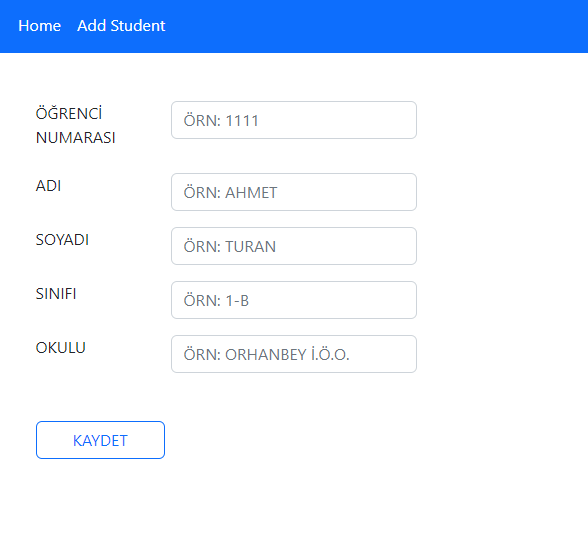 Home Add Student
ÖĞRENCİ
NUMARASI
ÖRN: 1111
ADI
ÖRN: AHMET
SOYADI
ÖRN: TURAN
SINIFI
ÖRN: 1-B
OKULU
ÖRN: ORHANBEY İ.Ö.O.
KAYDET